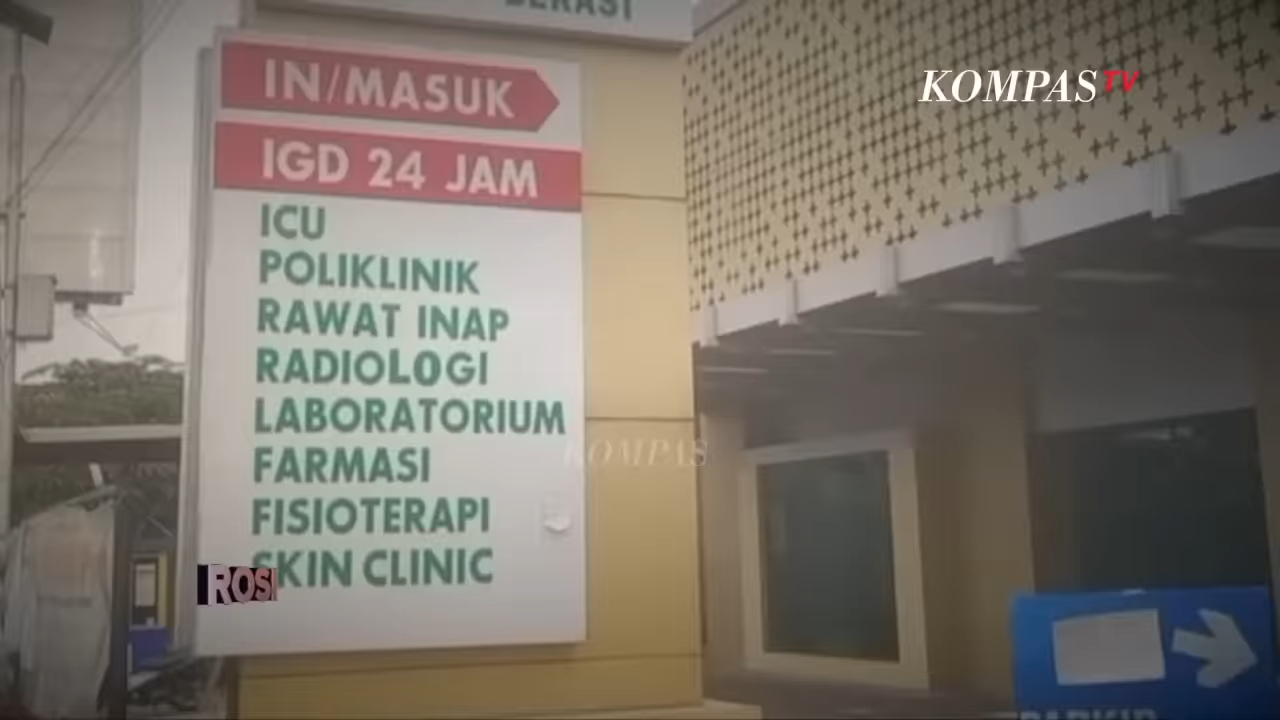 KOMPAS TV
IN/MASUK
IGD 24 JAM
ICU
POLIKLINIK
RAWAT INAP
RADIOLOGI
LABORATORIUM
FARMASI
KOMPAS
FISIOTERAPI
SKIN CLINIC
ROSI